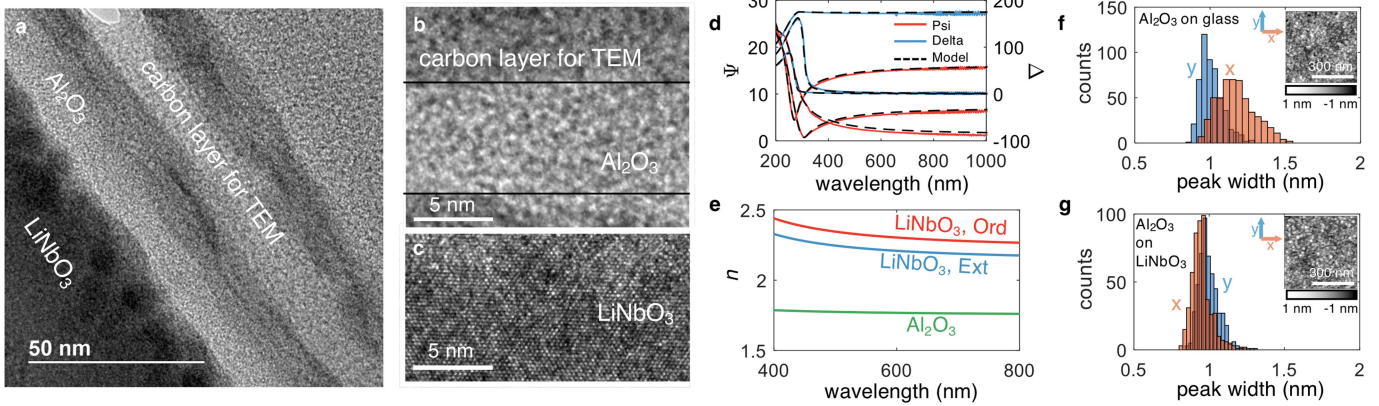 a
Al₂O₃
carbon layer for TEM
LiNbO₃
50 nm
b
carbon layer for TEM
Al₂O₃
5 nm
c
LiNbO₃
5 nm
d
30
20
10
0
Ψ
200
100
0
-100
Δ
Psi
Delta
Model
200 400 600 800 1000
wavelength (nm)
e
2.5
2
1.5
n
LiNbO₃, Ord
LiNbO₃, Ext
Al₂O₃
400 600 800
wavelength (nm)
f
150
100
50
0
counts
Al₂O₃ on glass
y
x
y
x
300 nm
1 nm -1 nm
0.5 1 1.5 2
peak width (nm)
g
100
50
0
counts
Al₂O₃
on
LiNbO₃
y
x
x
y
300 nm
1 nm -1 nm
0.5 1 1.5 2
peak width (nm)